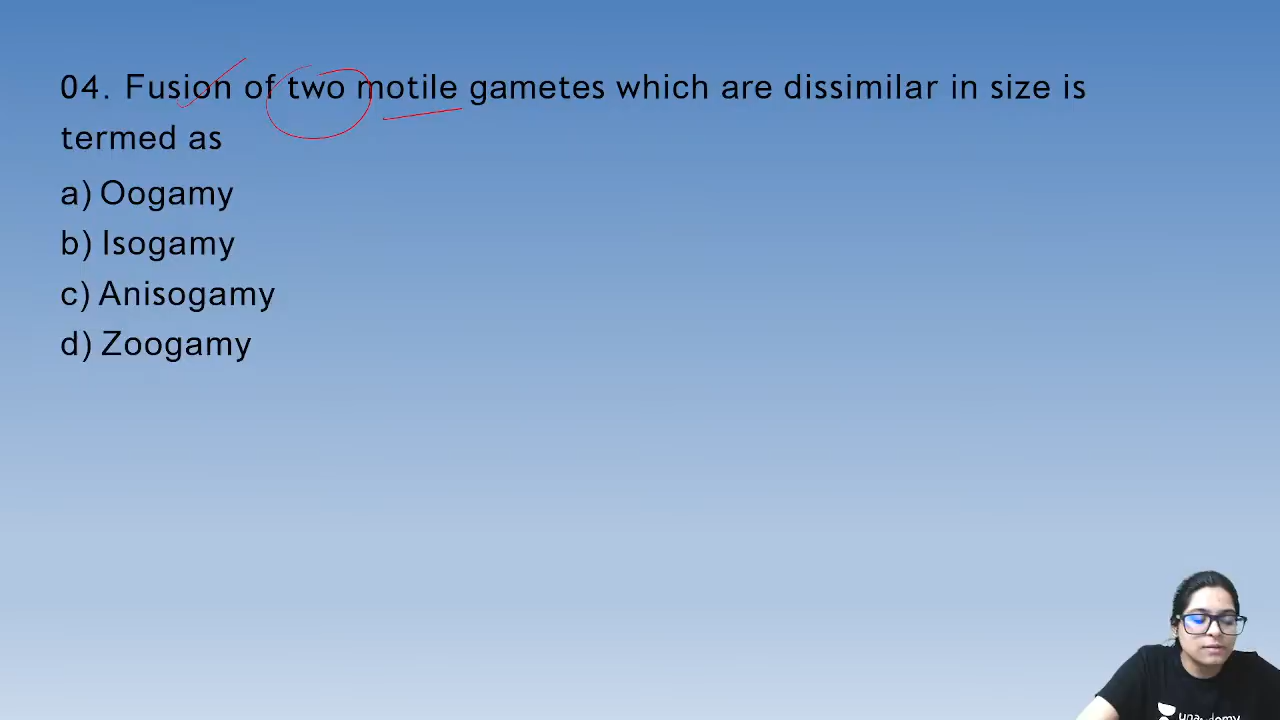 04. Fusion of two motile gametes which are dissimilar in size is
termed as
a) Oogamy
b) Isogamy
c) Anisogamy
d) Zoogamy